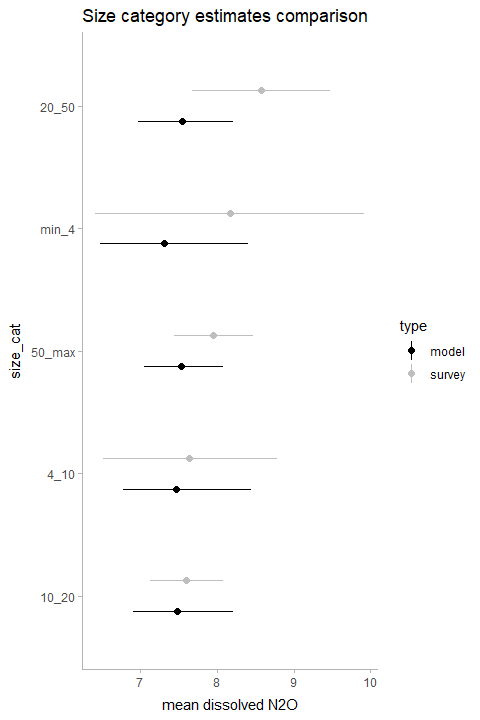 Size category estimates comparison
20_50
min_4
50_max
4_10
10_20
size_cat
7 8 9 10
mean dissolved N2O
type
model
survey